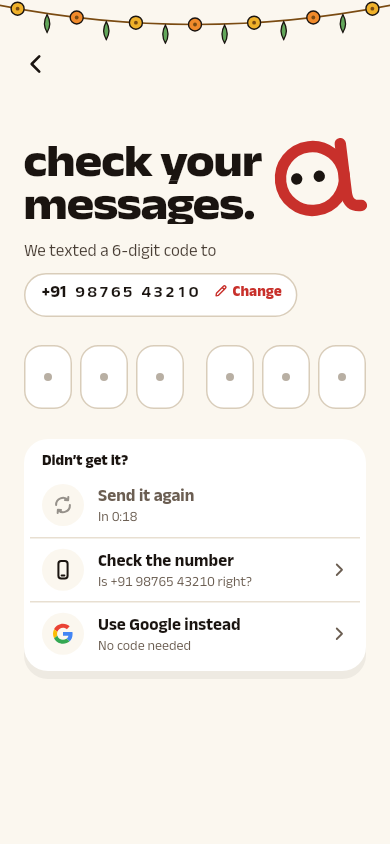 check your
messages.
We texted a 6-digit code to
+91 98765 43210 Change
Didn't get it?
Send it again
In 0:18
Check the number
Is +91 98765 43210 right?
Use Google instead
No code needed